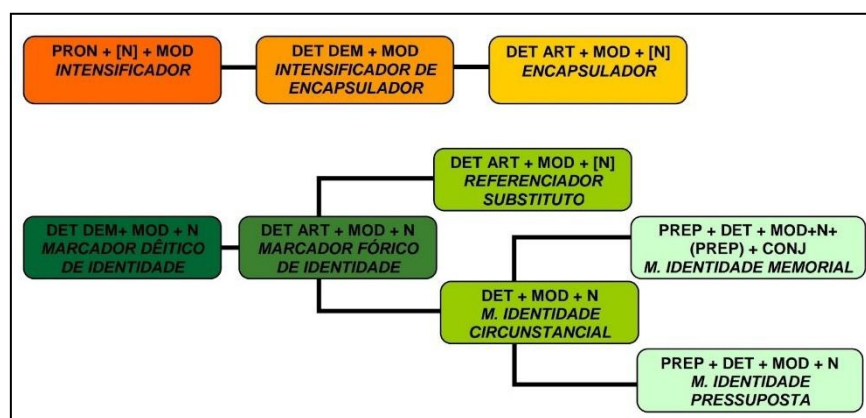 PRON + [N] + MOD
INTENSIFICADOR
DET DEM + MOD
INTENSIFICADOR DE
ENCAPSULADOR
DET ART + MOD + [N]
ENCAPSULADOR
DET ART + MOD + [N]
REFERENCIADOR
SUBSTITUTO
DET DEM+ MOD + N
MARCADOR DÊITICO
DE IDENTIDADE
DET ART + MOD + N
MARCADOR FÓRICO
DE IDENTIDADE
PREP + DET + MOD+N+
(PREP) + CONJ
M. IDENTIDADE MEMORIAL
DET + MOD + N
M. IDENTIDADE
CIRCUNSTANCIAL
PREP + DET + MOD + N
M. IDENTIDADE
PRESSUPOSTA